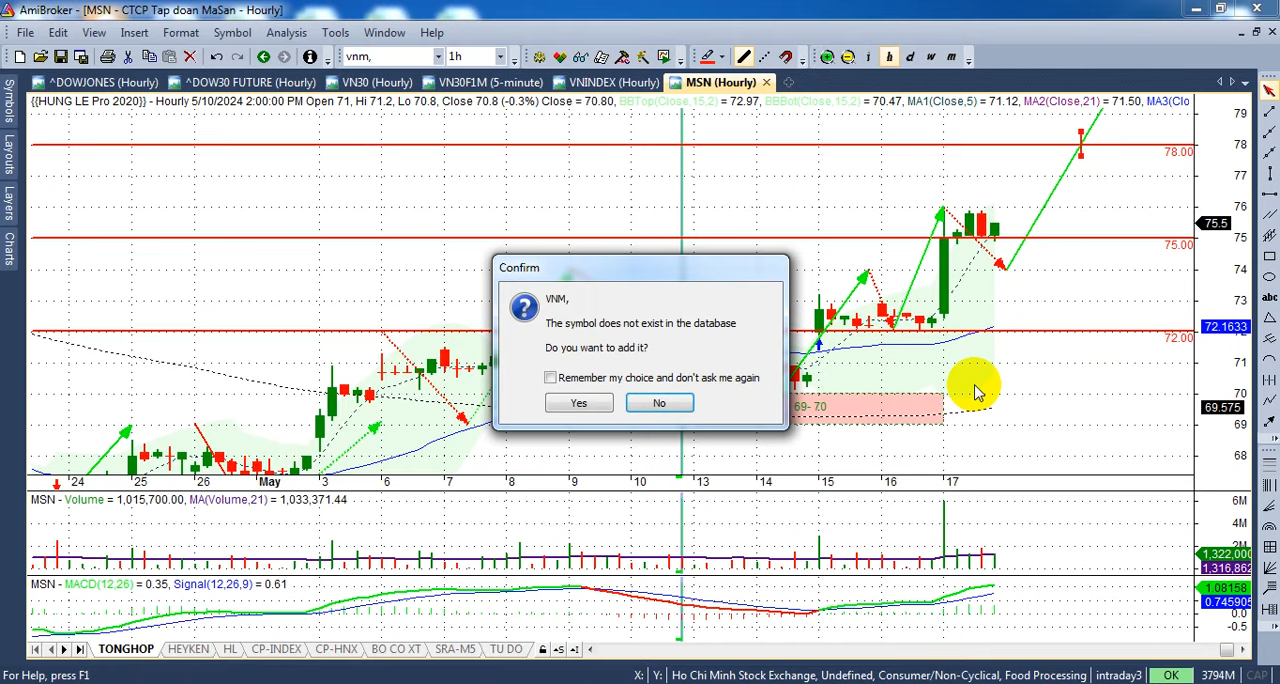 AmiBroker - [MSN - CTCP Tap doan MaSan - Hourly]
File Edit View Insert Format Symbol Analysis Tools Window Help
vnm, 1h i h d w m
^DOWJONES (Hourly) ^DOW30 FUTURE (Hourly) VN30 (Hourly) VN30F1M (5-minute) VNINDEX (Hourly) MSN (Hourly)
{{HUNG LE Pro 2020}} - Hourly 5/10/2024 2:00:00 PM Open 71, Hi 71.2, Lo 70.8, Close 70.8 (-0.3%) Close = 70.80, BBTop(Close,15,2) = 72.97, BBBot(Close,15,2) = 70.47, MA1(Close,5) = 71.12, MA2(Close,21) = 71.50, MA3(Clo
Symbols
Layouts
Layers
Charts
79
78
78.00
77
76
75.5
75
75.00
74
73
72.1633
72.00
71
70
69.575
69
68
69- 70
abc
Confirm
VNM,
The symbol does not exist in the database
Do you want to add it?
Remember my choice and don't ask me again
Yes No
24 25 26 May 3 6 7 8 9 10 13 14 15 16 17
MSN - Volume = 1,015,700.00, MA(Volume,21) = 1,033,371.44
6M
4M
2M
1,322,000
1,316,862
MSN - MACD(12,26) = 0.35, Signal(12,26,9) = 0.61
1.08158
0.745905
0.0
-0.5
TONGHOP HEYKEN HL CP-INDEX CP-HNX BO CO XT SRA-M5 TU DO
For Help, press F1 X: Y: Ho Chi Minh Stock Exchange, Undefined, Consumer/Non-Cyclical, Food Processing intraday3 OK 3794M CAP